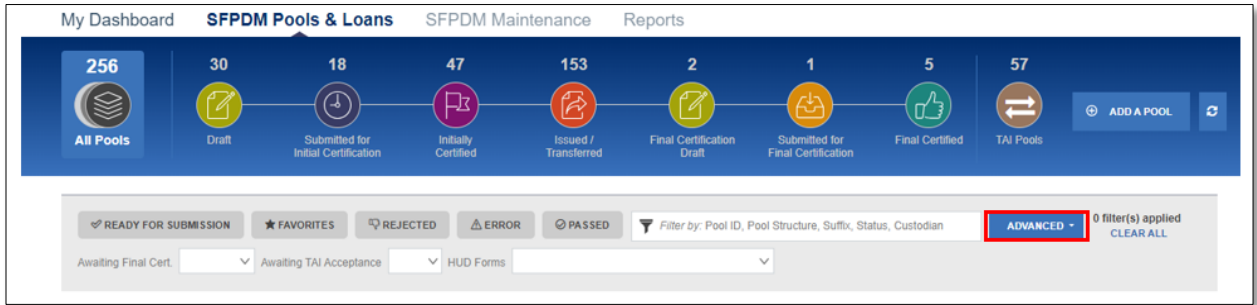 My Dashboard SFPDM Pools & Loans SFPDM Maintenance Reports
256 30 18 47 153 2 1 5 57
All Pools Draft Submitted for Initially Issued / Final Certification Submitted for Final Certified TAI Pools
Initial Certification Certified Transferred Draft Final Certification
ADD A POOL
READY FOR SUBMISSION FAVORITES REJECTED ERROR PASSED Filter by: Pool ID, Pool Structure, Suffix, Status, Custodian ADVANCED 0 filter(s) applied
CLEAR ALL
Awaiting Final Cert. Awaiting TAI Acceptance HUD Forms